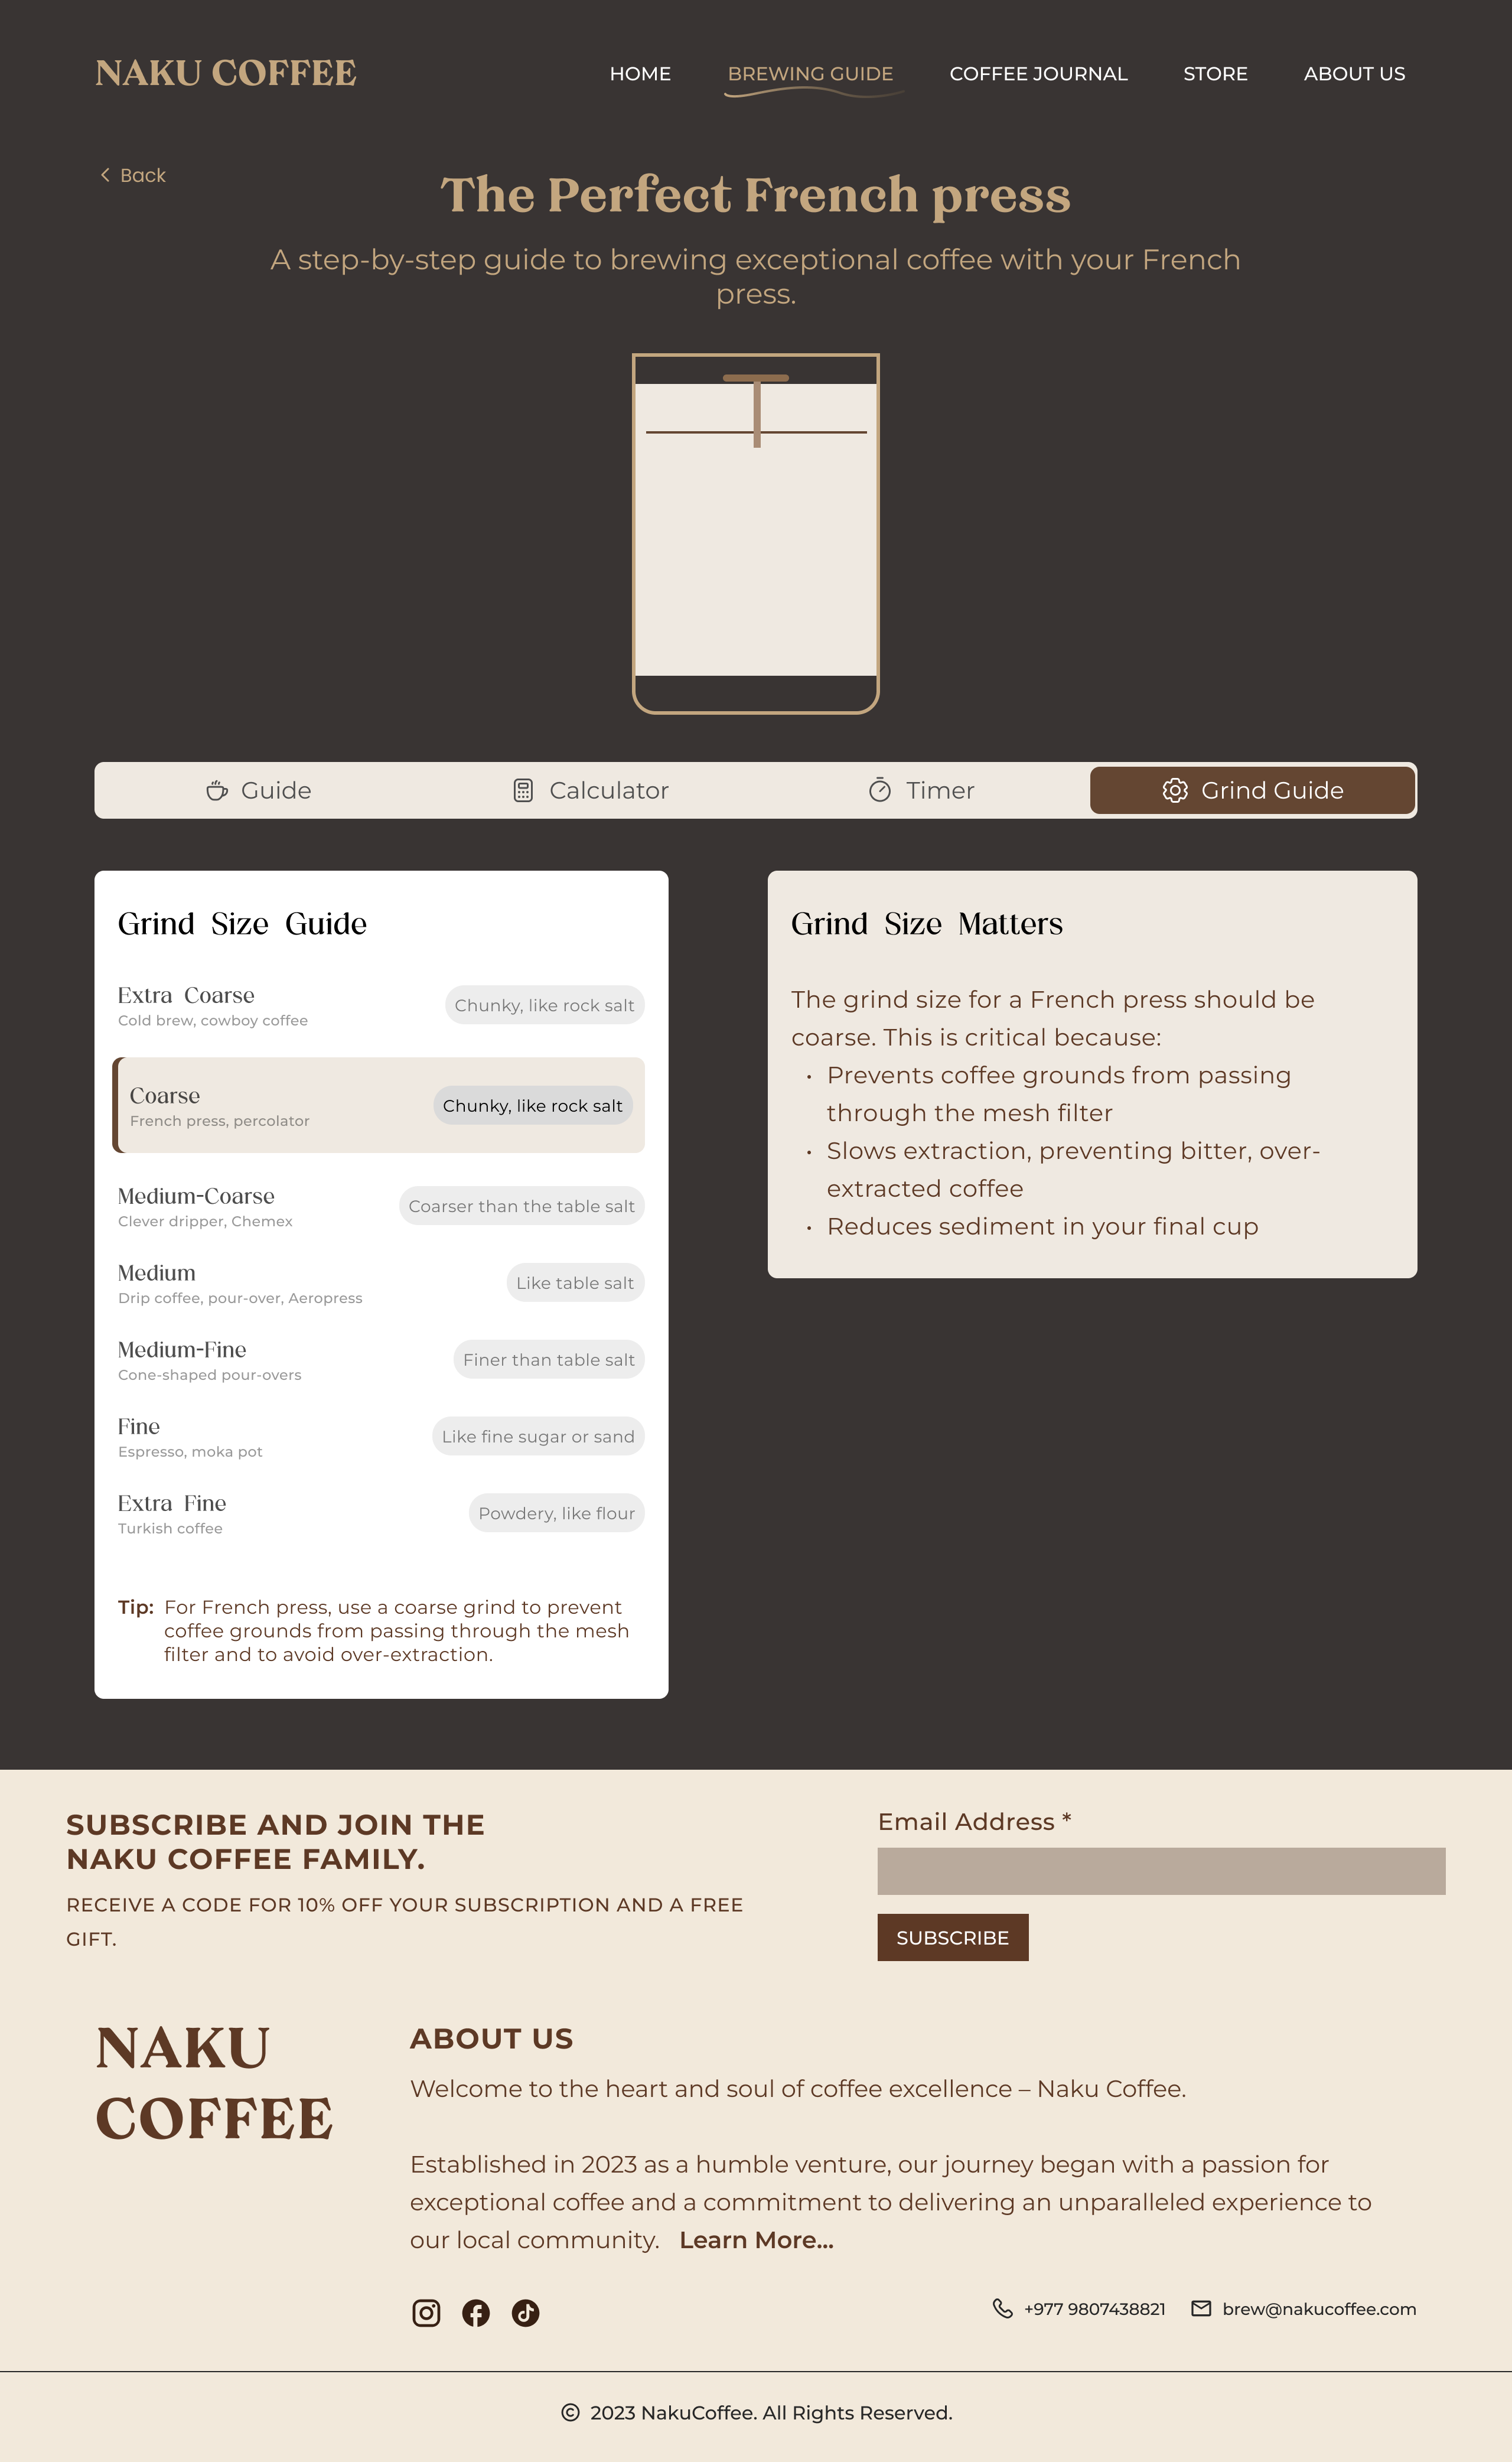 NAKU COFFEE
HOME
BREWING GUIDE
COFFEE JOURNAL
STORE
ABOUT US
Back
The Perfect French press
A step-by-step guide to brewing exceptional coffee with your French
press.
Guide
Calculator
Timer
Grind Guide
Grind Size Guide
Extra Coarse
Cold brew, cowboy coffee
Chunky, like rock salt
Coarse
French press, percolator
Chunky, like rock salt
Medium-Coarse
Clever dripper, Chemex
Coarser than the table salt
Medium
Drip coffee, pour-over, Aeropress
Like table salt
Medium-Fine
Cone-shaped pour-overs
Finer than table salt
Fine
Espresso, moka pot
Like fine sugar or sand
Extra Fine
Turkish coffee
Powdery, like flour
Tip: For French press, use a coarse grind to prevent
coffee grounds from passing through the mesh
filter and to avoid over-extraction.
Grind Size Matters
The grind size for a French press should be
coarse. This is critical because:
• Prevents coffee grounds from passing
through the mesh filter
• Slows extraction, preventing bitter, over-
extracted coffee
• Reduces sediment in your final cup
SUBSCRIBE AND JOIN THE
NAKU COFFEE FAMILY.
RECEIVE A CODE FOR 10% OFF YOUR SUBSCRIPTION AND A FREE
GIFT.
Email Address *
SUBSCRIBE
NAKU
COFFEE
ABOUT US
Welcome to the heart and soul of coffee excellence – Naku Coffee.
Established in 2023 as a humble venture, our journey began with a passion for
exceptional coffee and a commitment to delivering an unparalleled experience to
our local community. Learn More...
+977 9807438821
brew@nakucoffee.com
© 2023 NakuCoffee. All Rights Reserved.